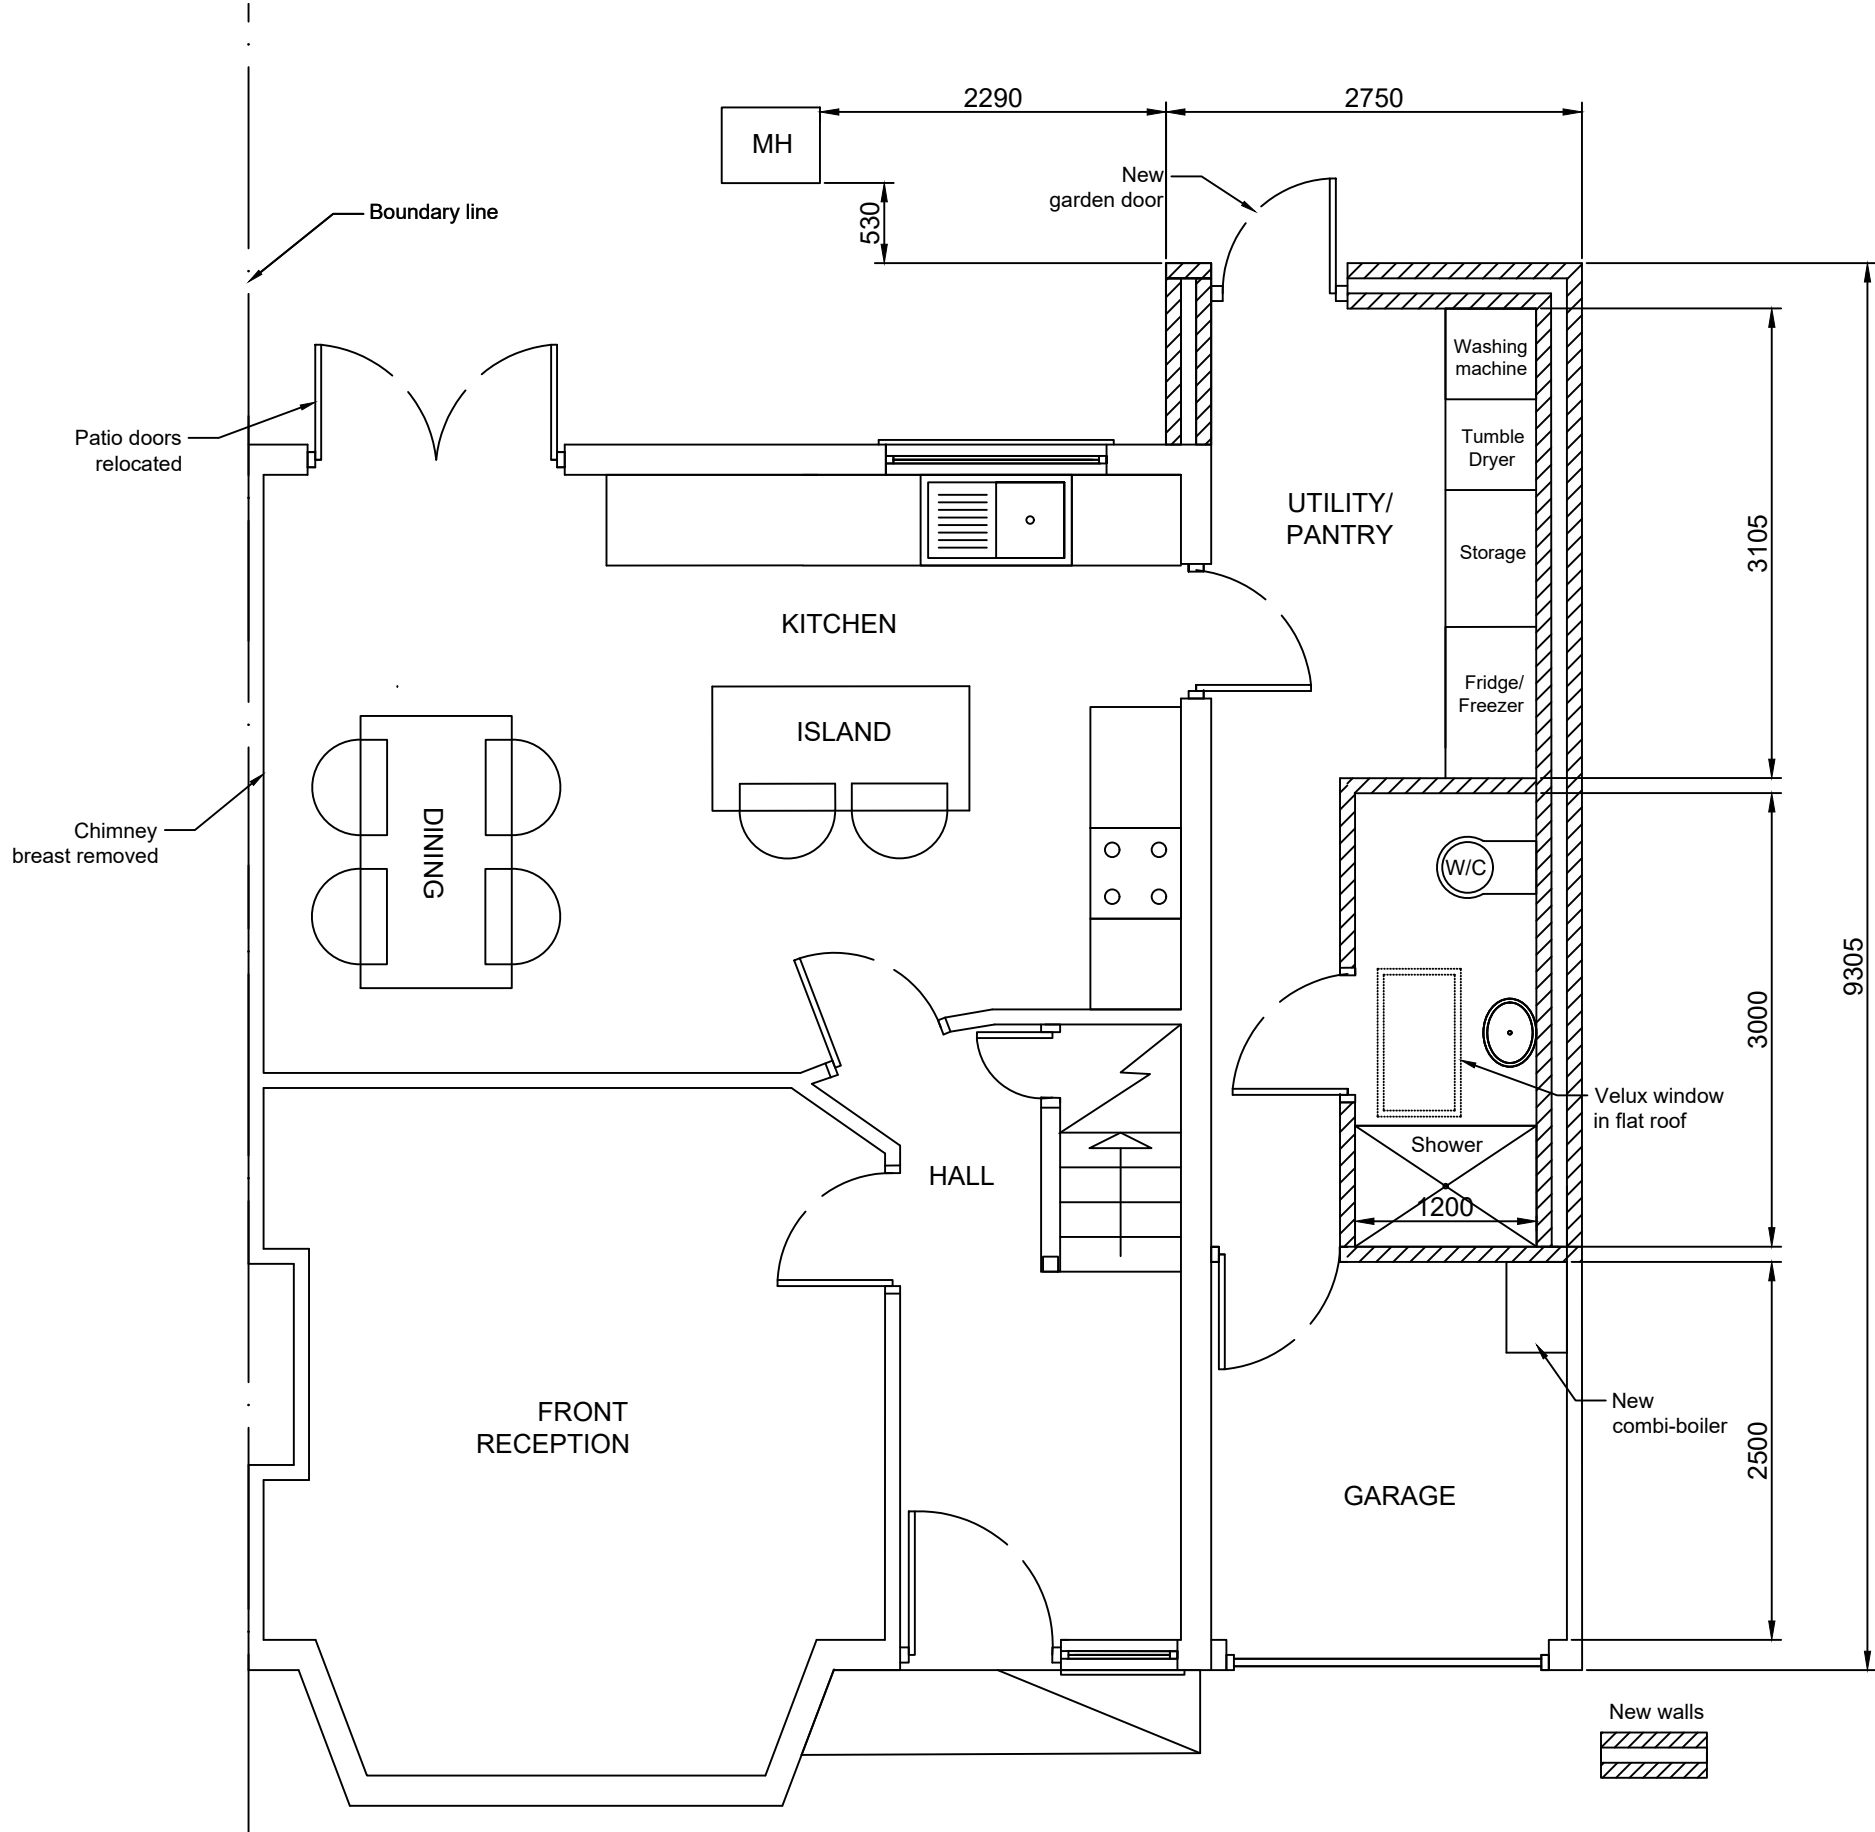 2290
2750
MH
New
garden door
530
Boundary line
Patio doors
relocated
Washing
machine
Tumble
Dryer
UTILITY/
PANTRY
Storage
3105
KITCHEN
Fridge/
Freezer
ISLAND
DINING
Chimney
breast removed
W/C
9305
3000
Velux window
in flat roof
Shower
HALL
1200
FRONT
RECEPTION
New
combi-boiler
2500
GARAGE
New walls